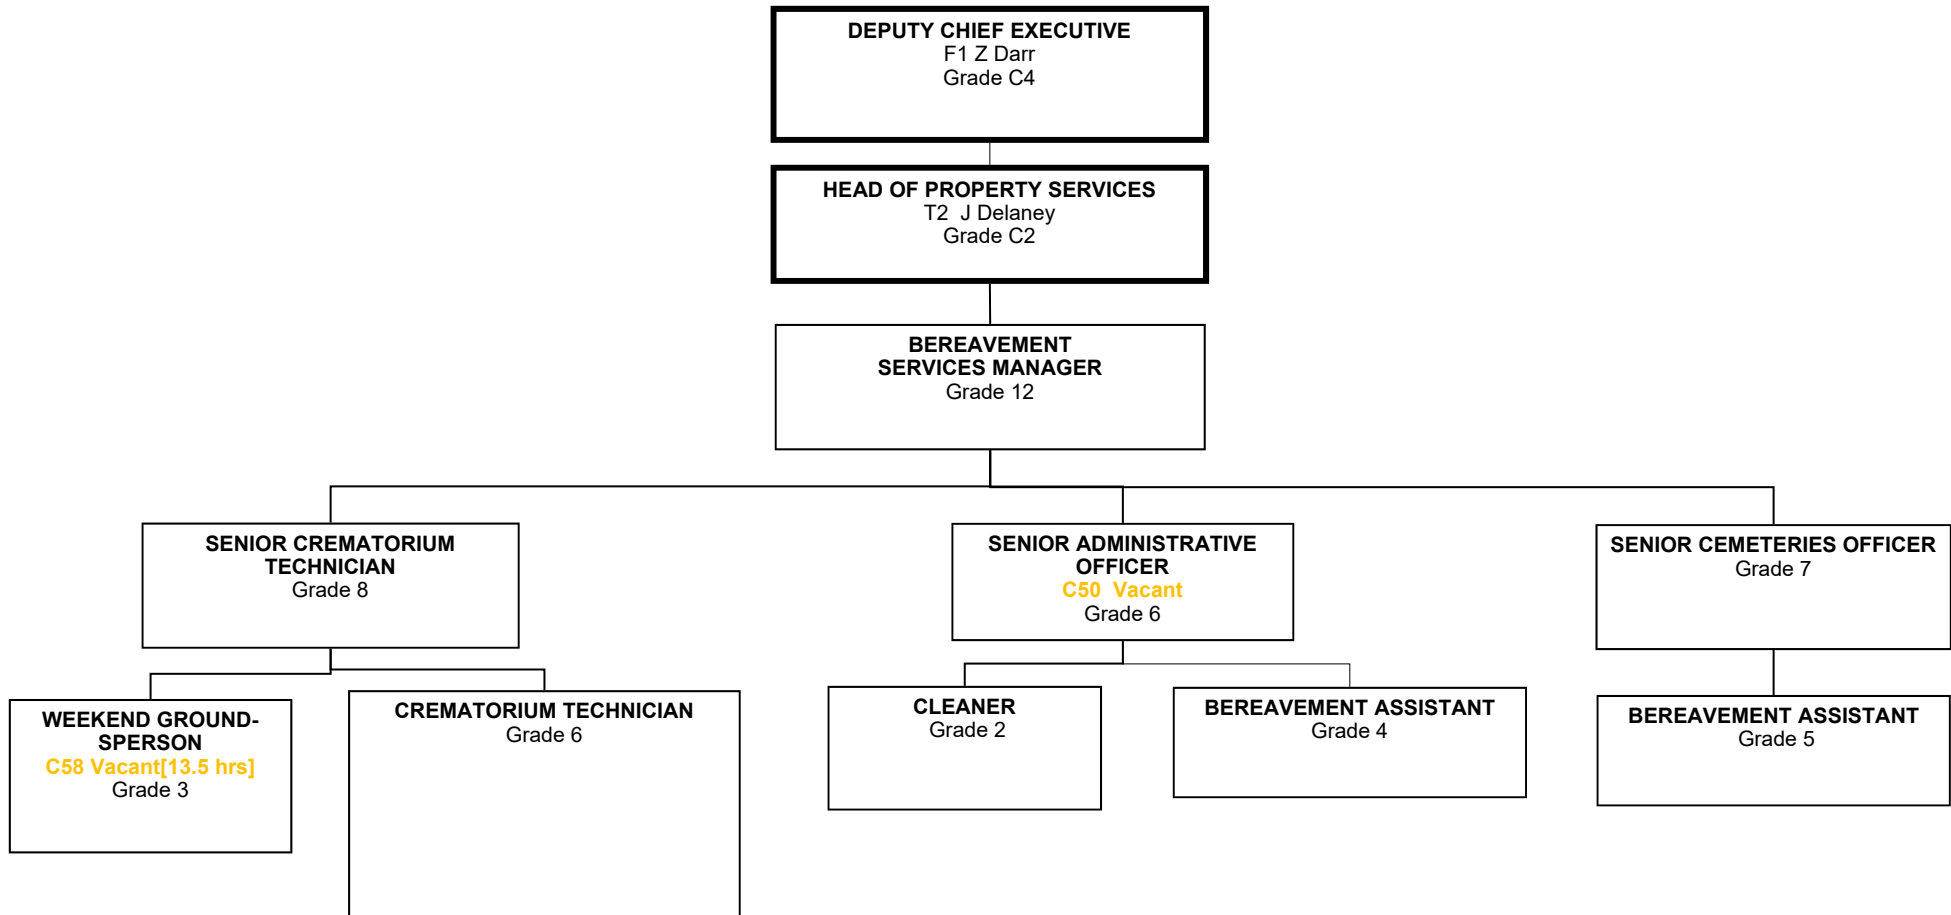 DEPUTY CHIEF EXECUTIVE
F1 Z Darr
Grade C4
HEAD OF PROPERTY SERVICES
T2 J Delaney
Grade C2
BEREAVEMENT
SERVICES MANAGER
Grade 12
SENIOR CREMATORIUM
TECHNICIAN
Grade 8
SENIOR ADMINISTRATIVE
OFFICER
C50 Vacant
Grade 6
SENIOR CEMETERIES OFFICER
Grade 7
WEEKEND GROUND-
SPERSON
C58 Vacant[13.5 hrs]
Grade 3
CREMATORIUM TECHNICIAN
Grade 6
CLEANER
Grade 2
BEREAVEMENT ASSISTANT
Grade 4
BEREAVEMENT ASSISTANT
Grade 5